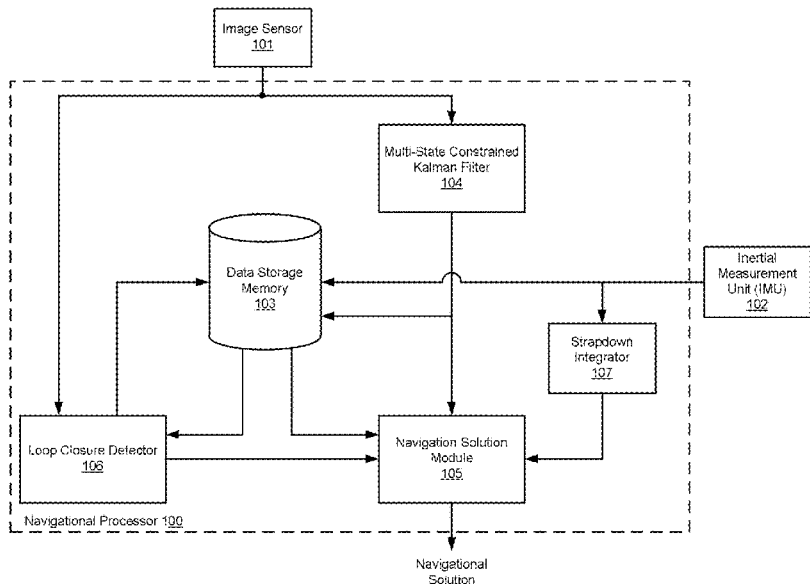 Image Sensor
101
Multi-State Constrained
Kalman Filter
104
Data Storage
Memory
103
Inertial
Measurement
Unit (IMU)
102
Strapdown
Integrator
107
Loop Closure Detector
106
Navigation Solution
Module
105
Navigational Processor 100
Navigational
Solution